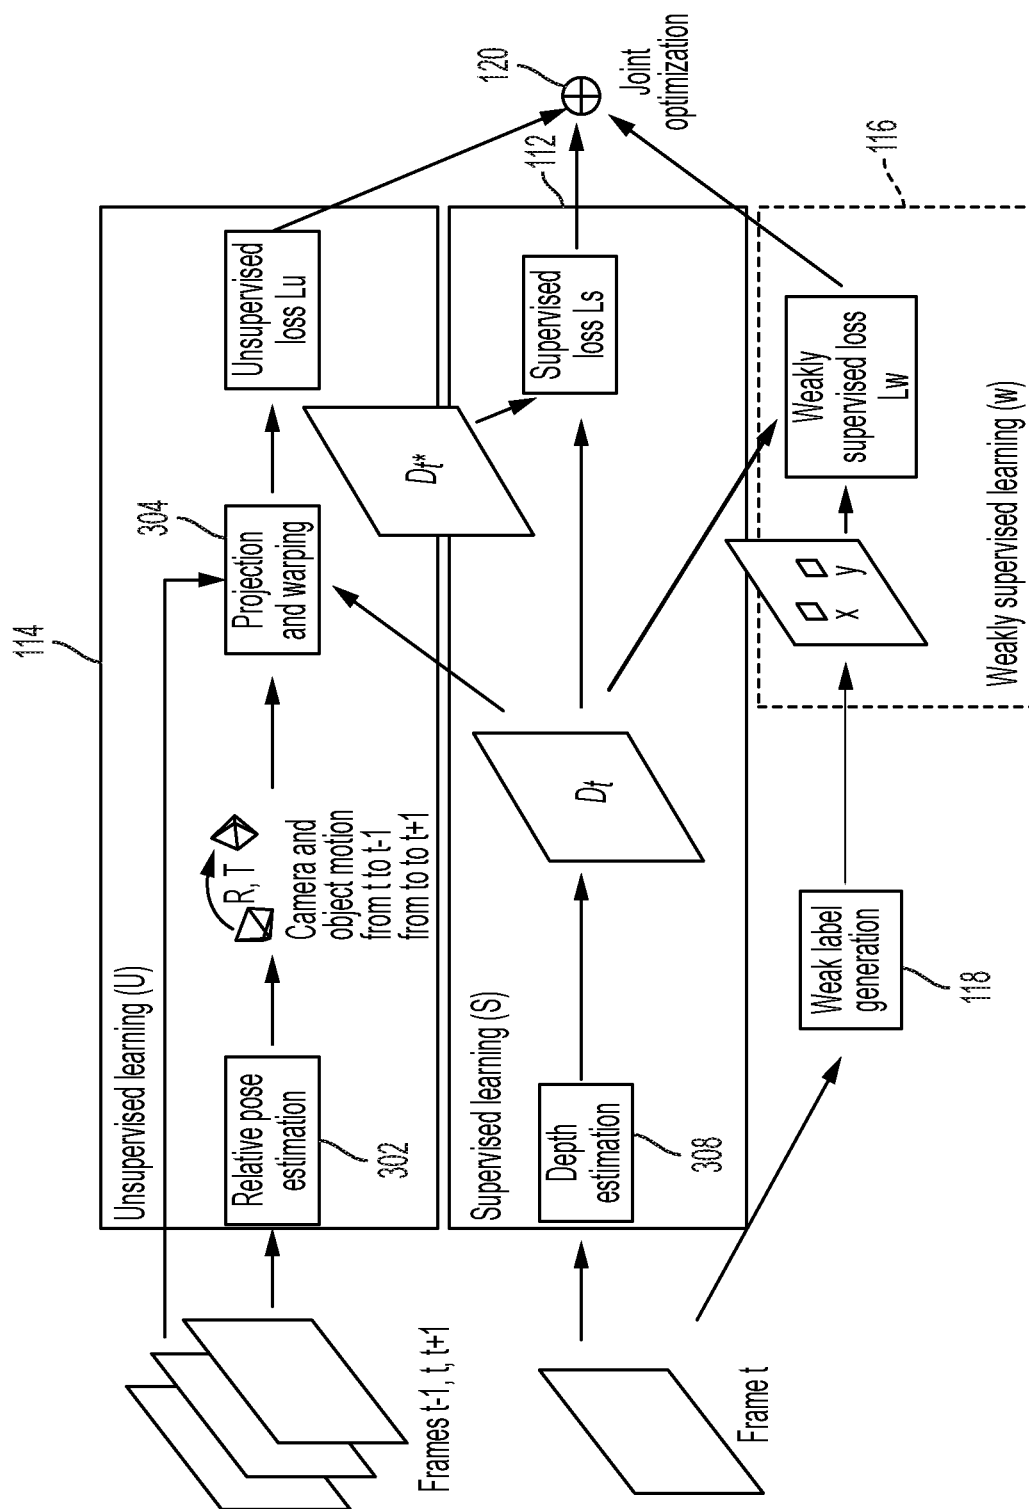 114
Unsupervised learning (U)
Frames t-1, t, t+1
Relative pose
estimation
302
R, T
Camera and
object motion
from t to t-1
from to to t+1
304
Projection
and warping
Unsupervised
loss Lu
120
Joint
optimization
Supervised learning (S)
112
Frame t
Depth
estimation
308
Dt
Dt*
Supervised
loss Ls
Weak label
generation
118
x
y
Weakly
supervised loss
Lw
116
Weakly supervised learning (w)